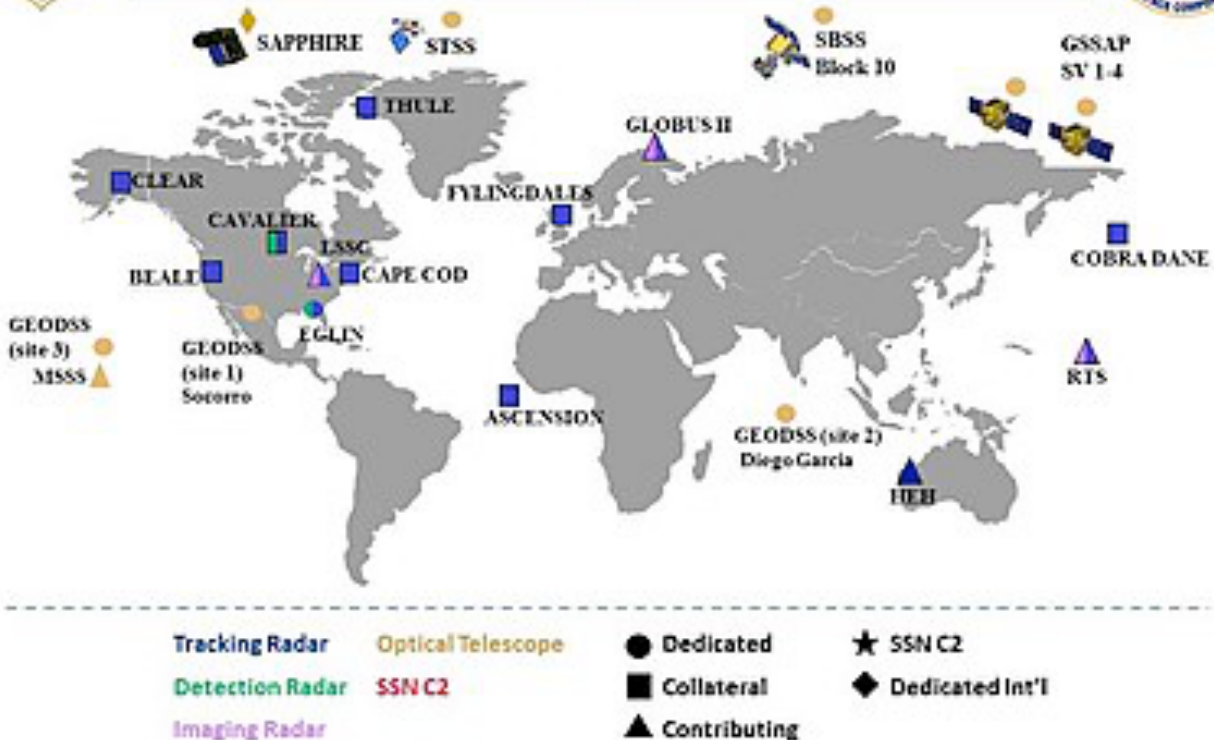 SAPPHIRE
STSS
SBSS
Block 10
GSSAP
SV 1-4
THULE
GLOBUS II
CLEAR
FYLINGDALES
CAVALIER
LSSC
BEALE
CAPE COD
COBRA DANE
GEODSS
(site 3)
MSSS
EGLIN
GEODSS
(site 1)
Socorro
RTS
ASCENSION
GEODSS (site 2)
Diego Garcia
HEH
Tracking Radar
Optical Telescope
Dedicated
SSN C2
Detection Radar
SSN C2
Collateral
Dedicated Int'l
Imaging Radar
Contributing